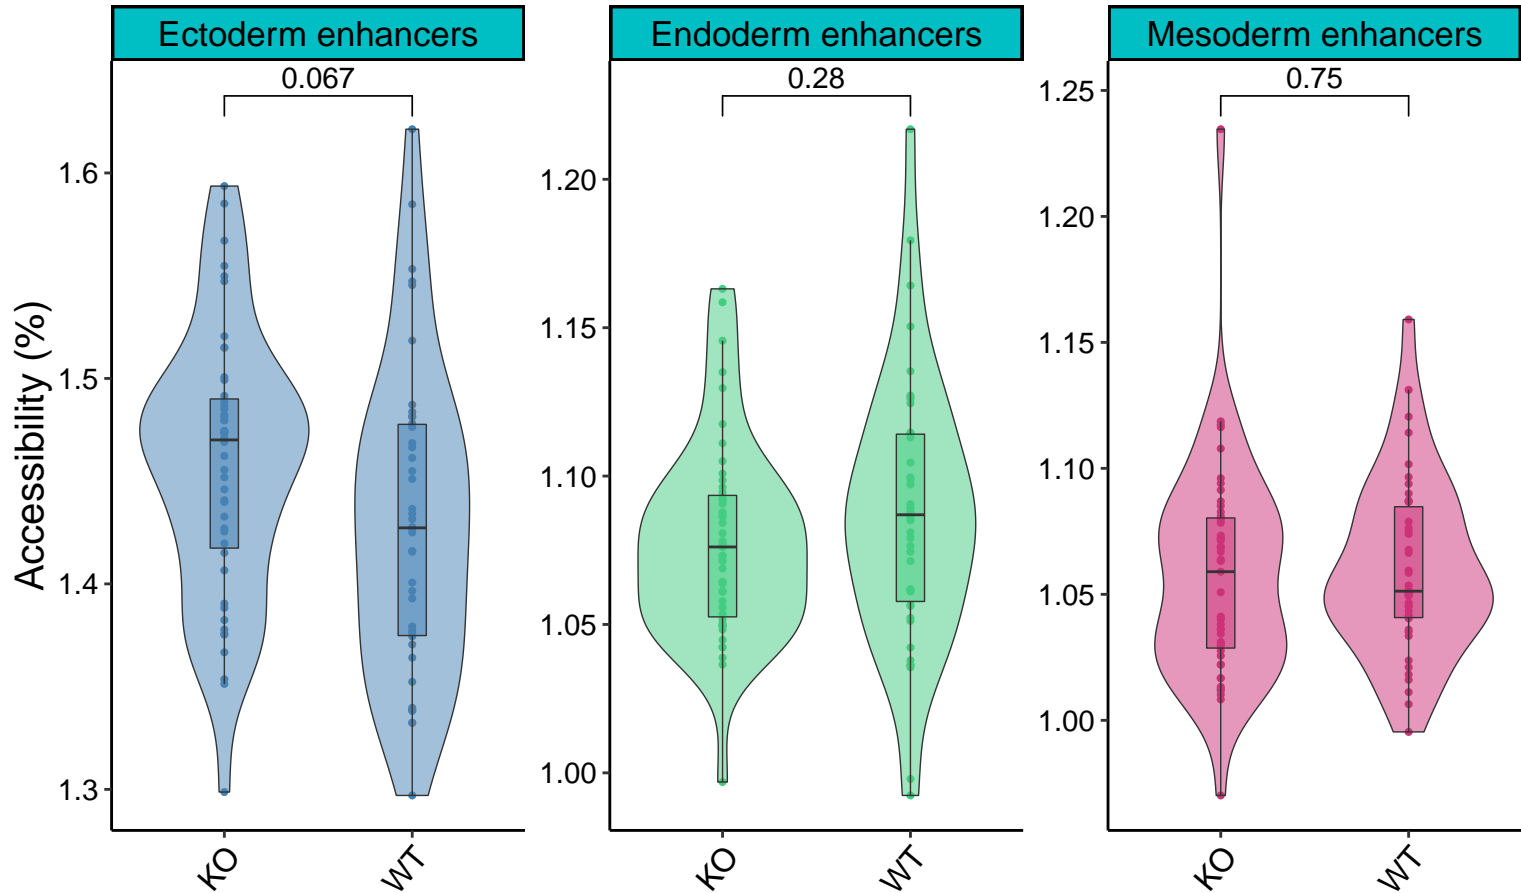 Ectoderm enhancers
Endoderm enhancers
Mesoderm enhancers
Accessibility (%)
0.067
1.6
1.5
1.4
1.3
KO
WT
0.28
1.20
1.15
1.10
1.05
1.00
KO
WT
0.75
1.25
1.20
1.15
1.10
1.05
1.00
KO
WT